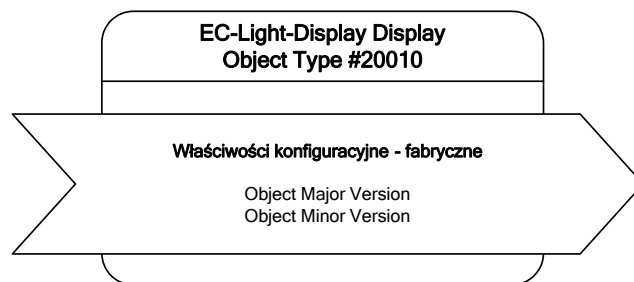 EC-Light-Display Display
Object Type #20010
Właściwości konfiguracyjne - fabryczne
Object Major Version
Object Minor Version